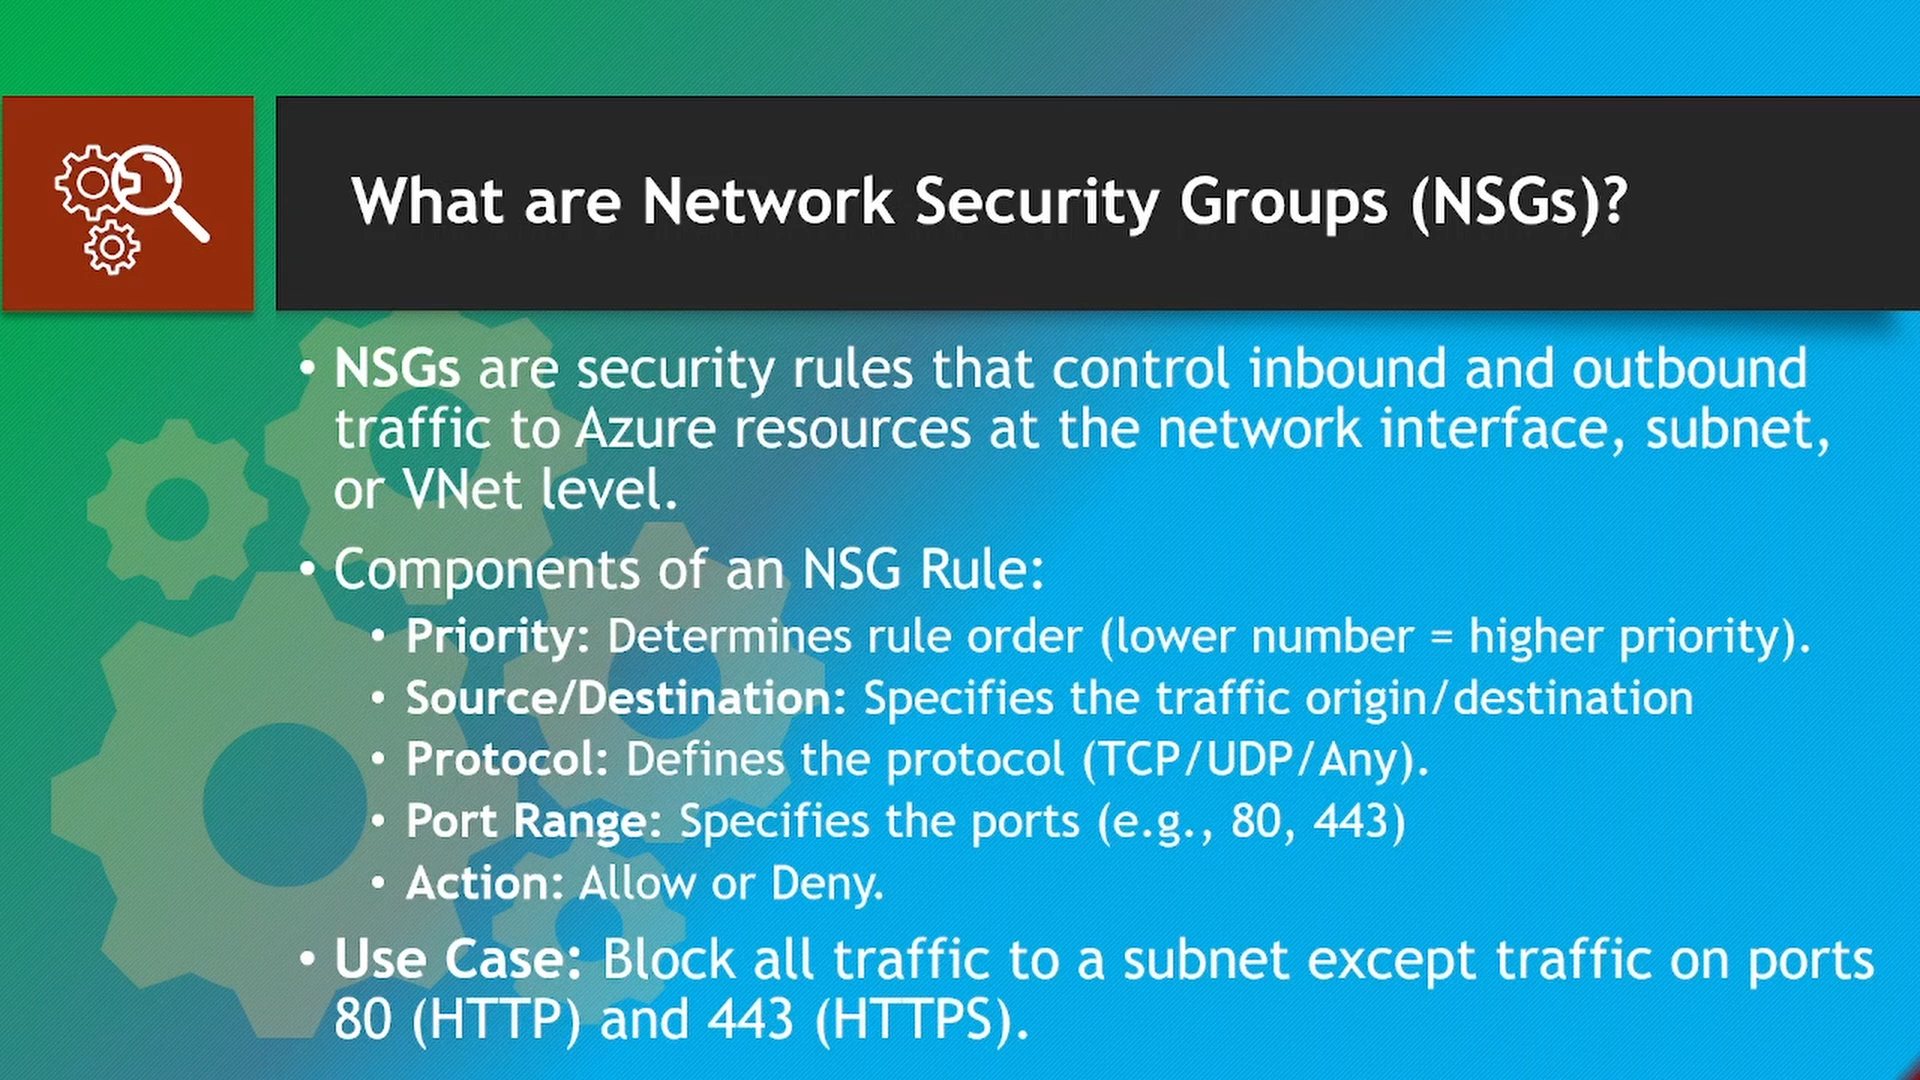 What are Network Security Groups (NSGs)?
• NSGs are security rules that control inbound and outbound
traffic to Azure resources at the network interface, subnet,
or VNet level.
• Components of an NSG Rule:
• Priority: Determines rule order (lower number = higher priority).
• Source/Destination: Specifies the traffic origin/destination
• Protocol: Defines the protocol (TCP/UDP/Any).
• Port Range: Specifies the ports (e.g., 80, 443)
• Action: Allow or Deny.
• Use Case: Block all traffic to a subnet except traffic on ports
80 (HTTP) and 443 (HTTPS).